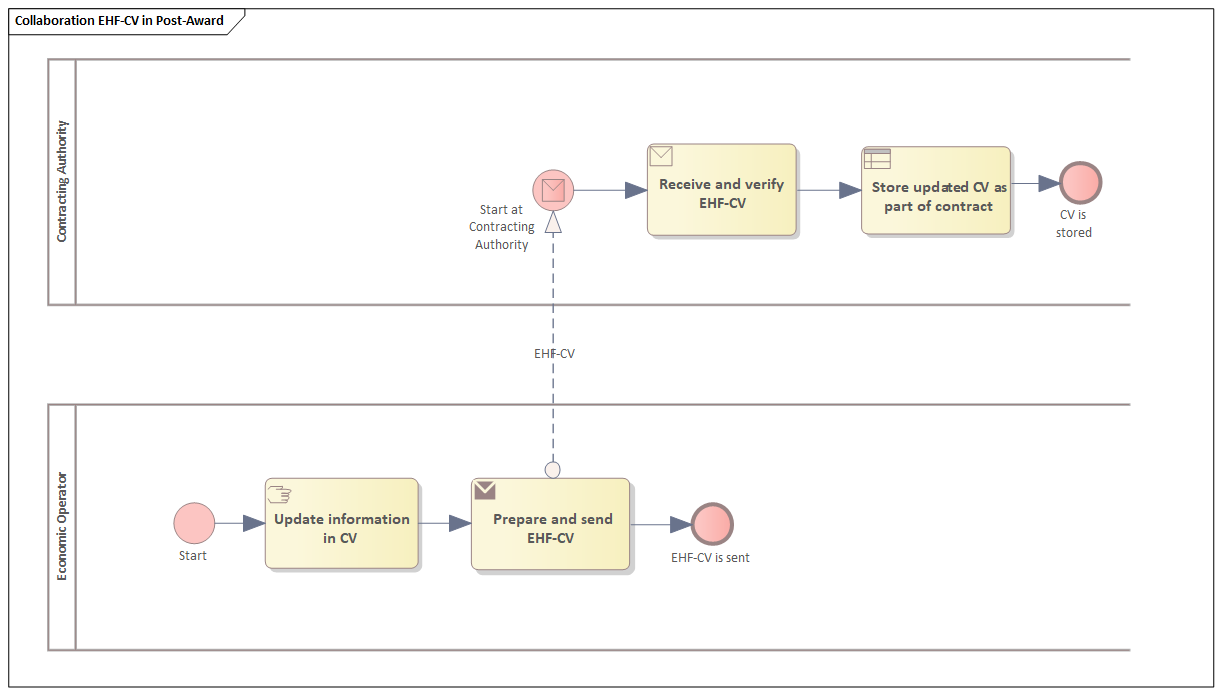 Collaboration EHF-CV in Post-Award
Contracting Authority
Start at
Contracting
Authority
Receive and verify
EHF-CV
Store updated CV as
part of contract
CV is
stored
EHF-CV
Economic Operator
Start
Update information
in CV
Prepare and send
EHF-CV
EHF-CV is sent